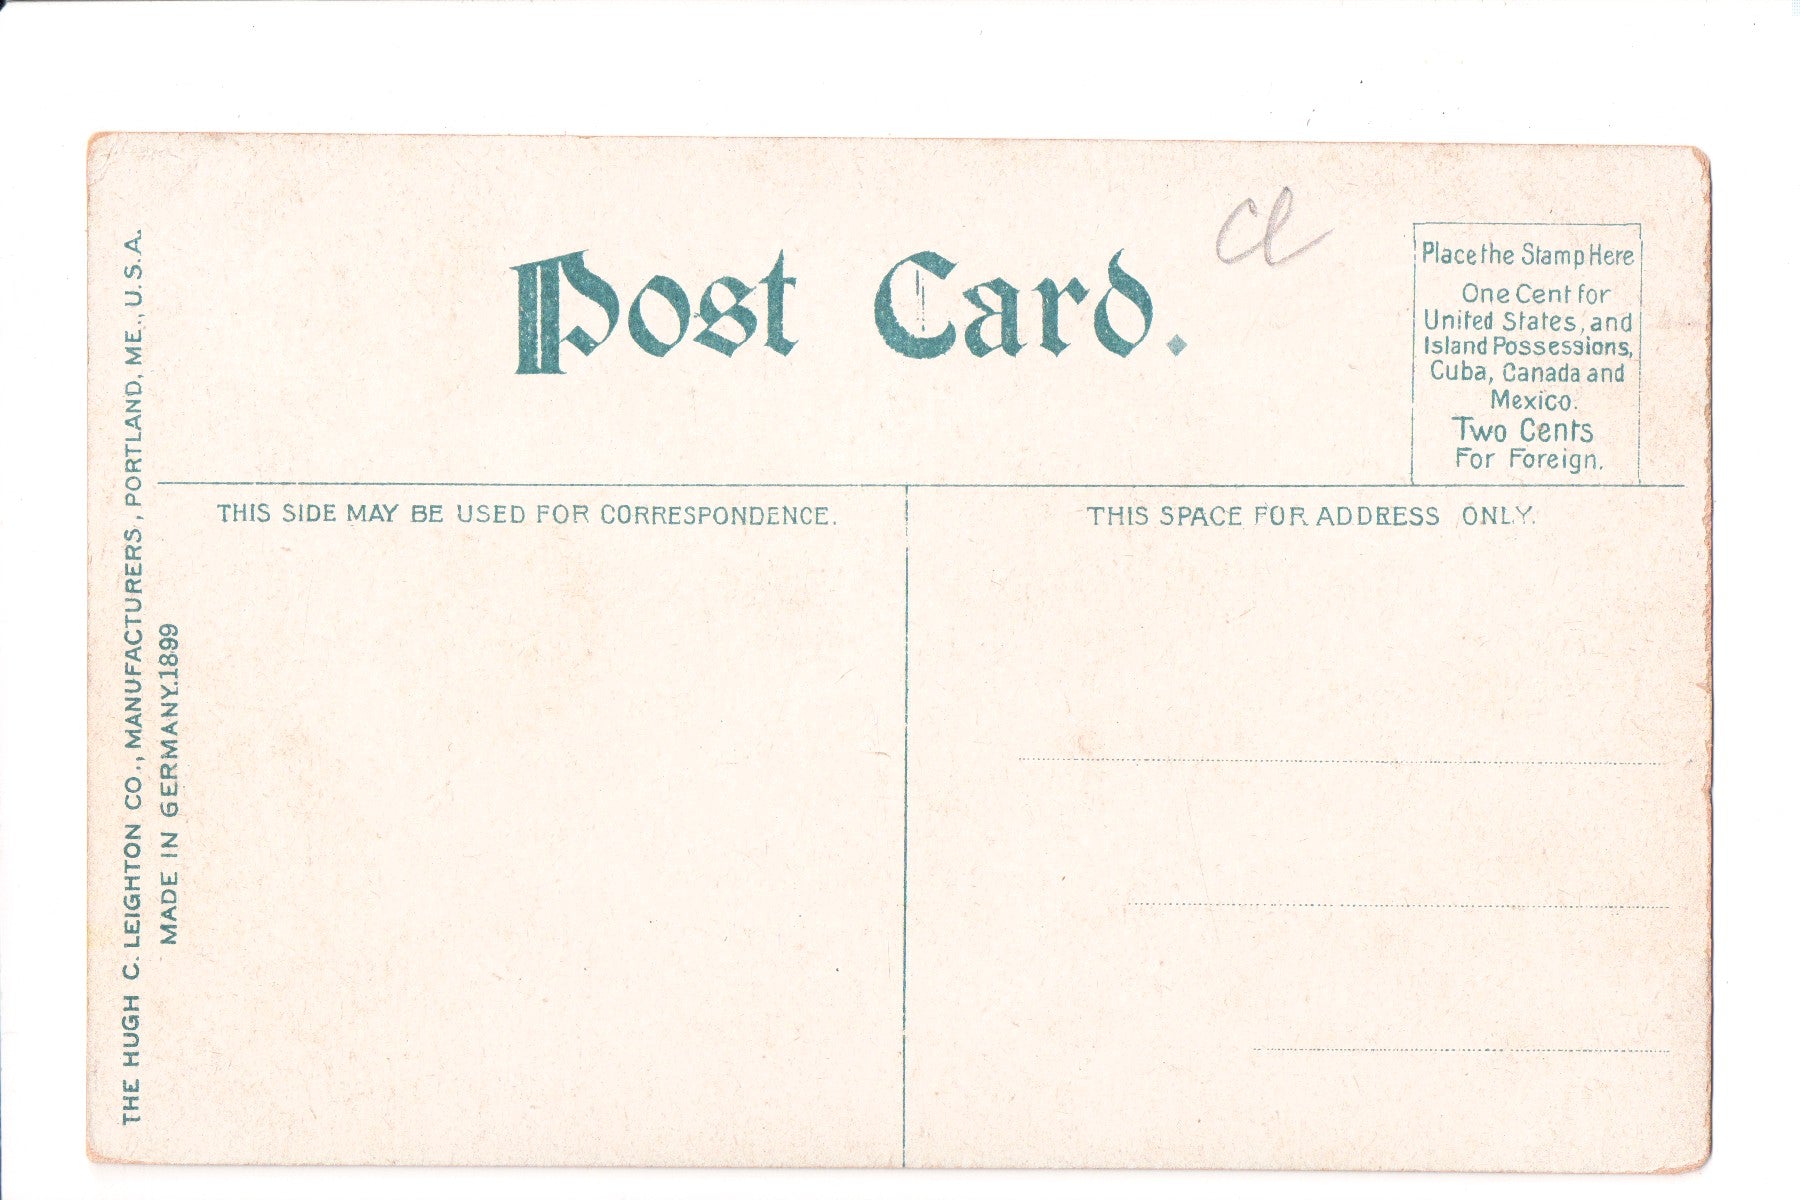 Post Card.
cl
Place the Stamp Here
One Cent for
United States, and
Island Possessions,
Cuba, Canada and
Mexico.
Two Cents
For Foreign.
THIS SIDE MAY BE USED FOR CORRESPONDENCE.
THIS SPACE FOR ADDRESS ONLY.
THE HUGH C. LEIGHTON CO., MANUFACTURERS, PORTLAND, ME., U.S.A.
MADE IN GERMANY.1899